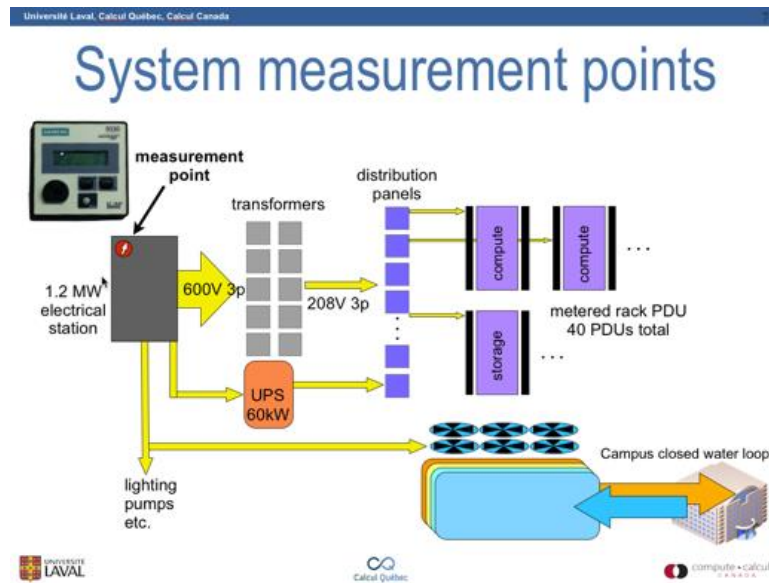 Université Laval, Calcul Québec, Calcul Canada
System measurement points
SIEMENS
measurement
point
distribution
panels
transformers
1.2 MW
electrical
station
600V 3p
208V 3p
compute
compute
...
metered rack PDU
40 PDUs total
storage
...
UPS
60kW
lighting
pumps
etc.
Campus closed water loop
UNIVERSITÉ
LAVAL
Calcul Québec
compute • calcul
CANADA